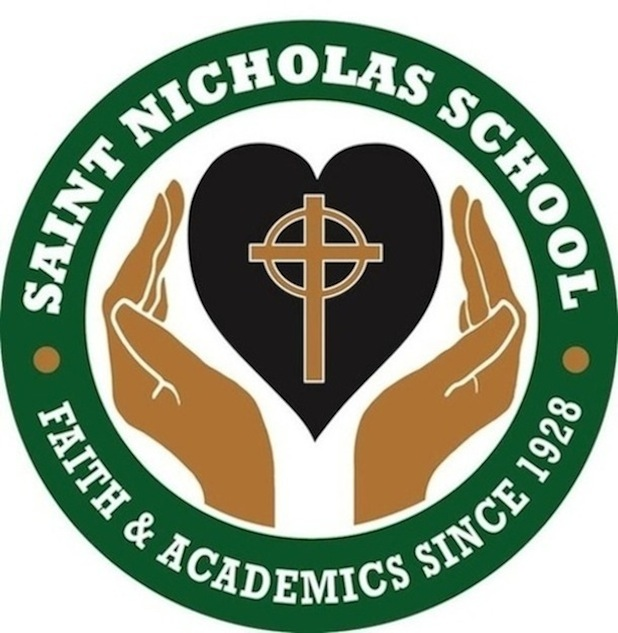 SAINT NICHOLAS SCHOOL
FAITH & ACADEMICS SINCE 1928